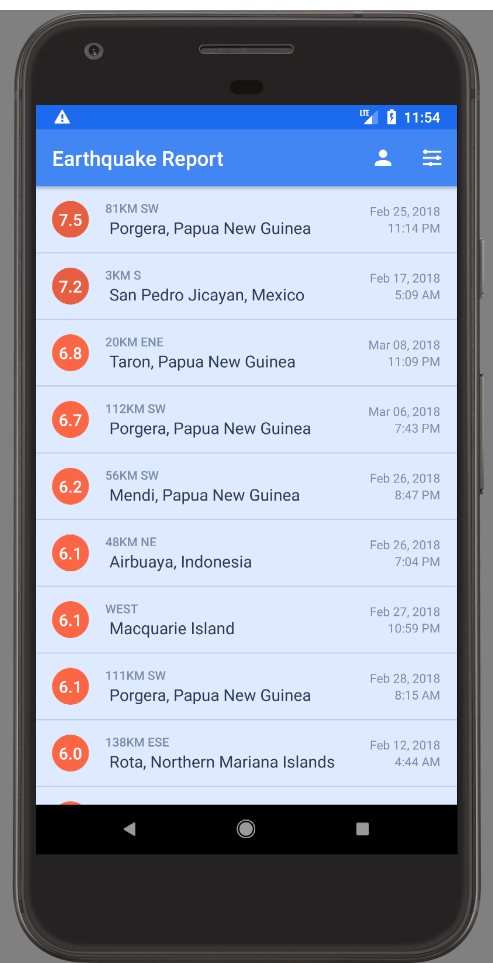 LTE 11:54
Earthquake Report
7.5 81KM SW Feb 25, 2018
Porgera, Papua New Guinea 11:14 PM
7.2 3KM S Feb 17, 2018
San Pedro Jicayan, Mexico 5:09 AM
6.8 20KM ENE Mar 08, 2018
Taron, Papua New Guinea 11:09 PM
6.7 112KM SW Mar 06, 2018
Porgera, Papua New Guinea 7:43 PM
6.2 56KM SW Feb 26, 2018
Mendi, Papua New Guinea 8:47 PM
6.1 48KM NE Feb 26, 2018
Airbuaya, Indonesia 7:04 PM
6.1 WEST Feb 27, 2018
Macquarie Island 10:59 PM
6.1 111KM SW Feb 28, 2018
Porgera, Papua New Guinea 8:15 AM
6.0 138KM ESE Feb 12, 2018
Rota, Northern Mariana Islands 4:44 AM